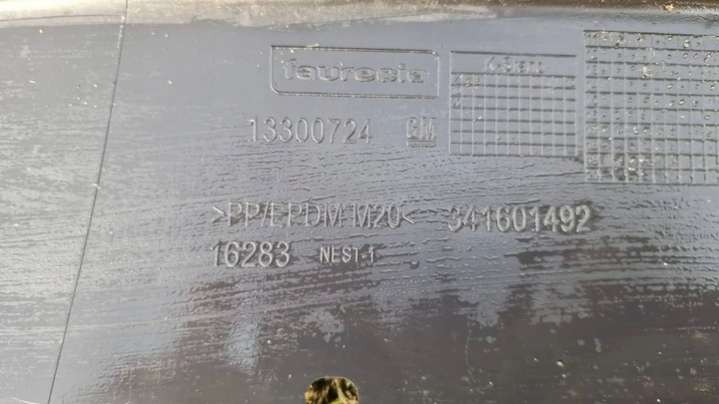 faurecia
13300724 GM
>PP/EPDM-M20< 341601492
16283 NEST-1